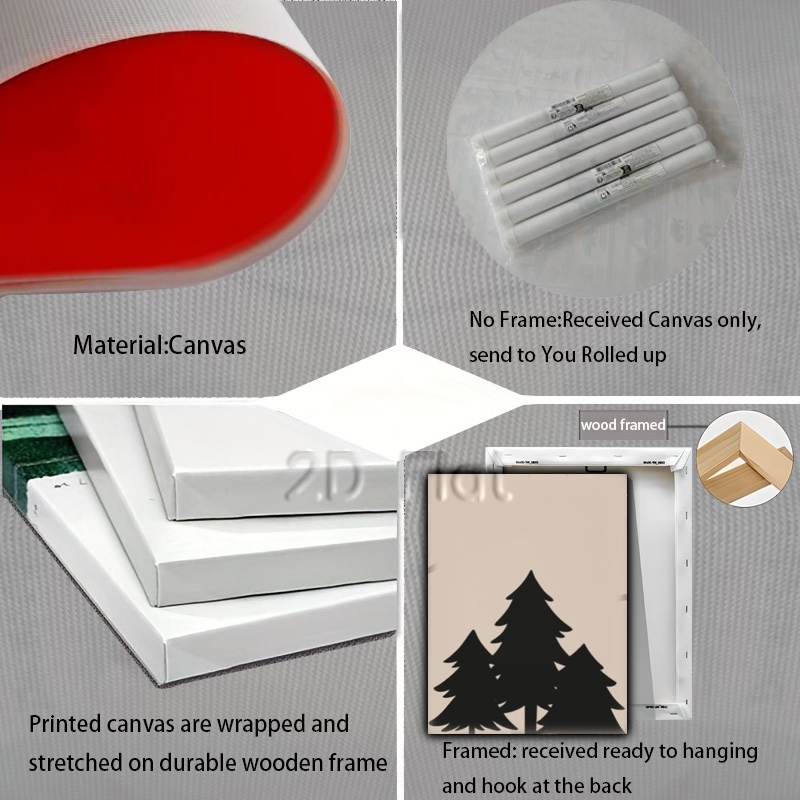 Material:Canvas
No Frame:Received Canvas only,
send to You Rolled up
wood framed
2D Flat
Printed canvas are wrapped and
stretched on durable wooden frame
Framed: received ready to hanging
and hook at the back